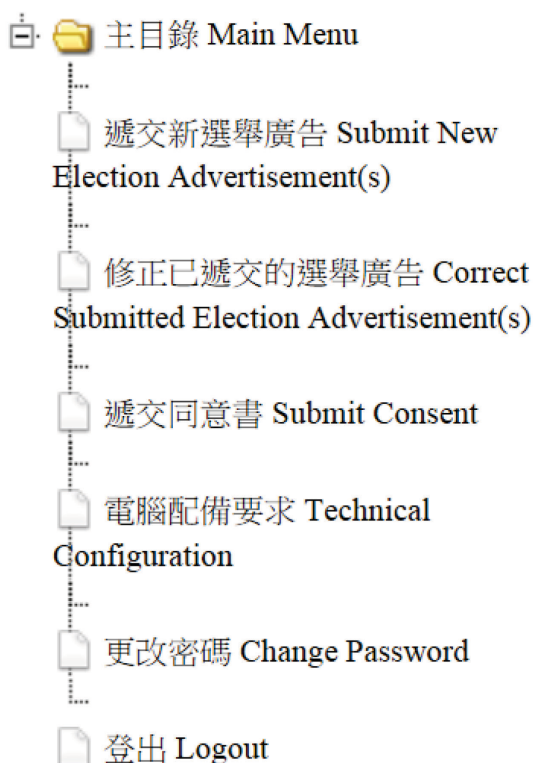 主目錄 Main Menu
遞交新選舉廣告 Submit New
Election Advertisement(s)
修正已遞交的選舉廣告 Correct
Submitted Election Advertisement(s)
遞交同意書 Submit Consent
電腦配備要求 Technical
Configuration
更改密碼 Change Password
登出 Logout